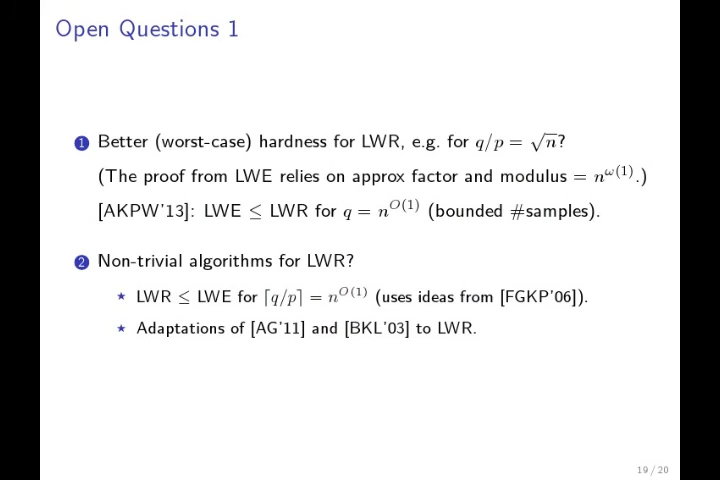 Open Questions 1
1 Better (worst-case) hardness for LWR, e.g. for q/p = √n?
(The proof from LWE relies on approx factor and modulus = n^ω(1).)
[AKPW'13]: LWE ≤ LWR for q = n^O(1) (bounded #samples).
2 Non-trivial algorithms for LWR?
⋆ LWR ≤ LWE for ⌈q/p⌉ = n^O(1) (uses ideas from [FGKP'06]).
⋆ Adaptations of [AG'11] and [BKL'03] to LWR.
19 / 20